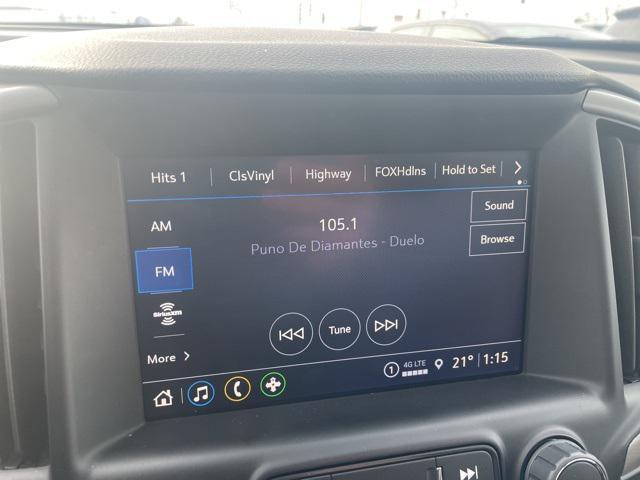 Hits 1 ClsVinyl Highway FOXHdlns Hold to Set
AM
105.1
Sound
Puno De Diamantes - Duelo
Browse
FM
SiriusXM
Tune
More
1 4G LTE 21° 1:15